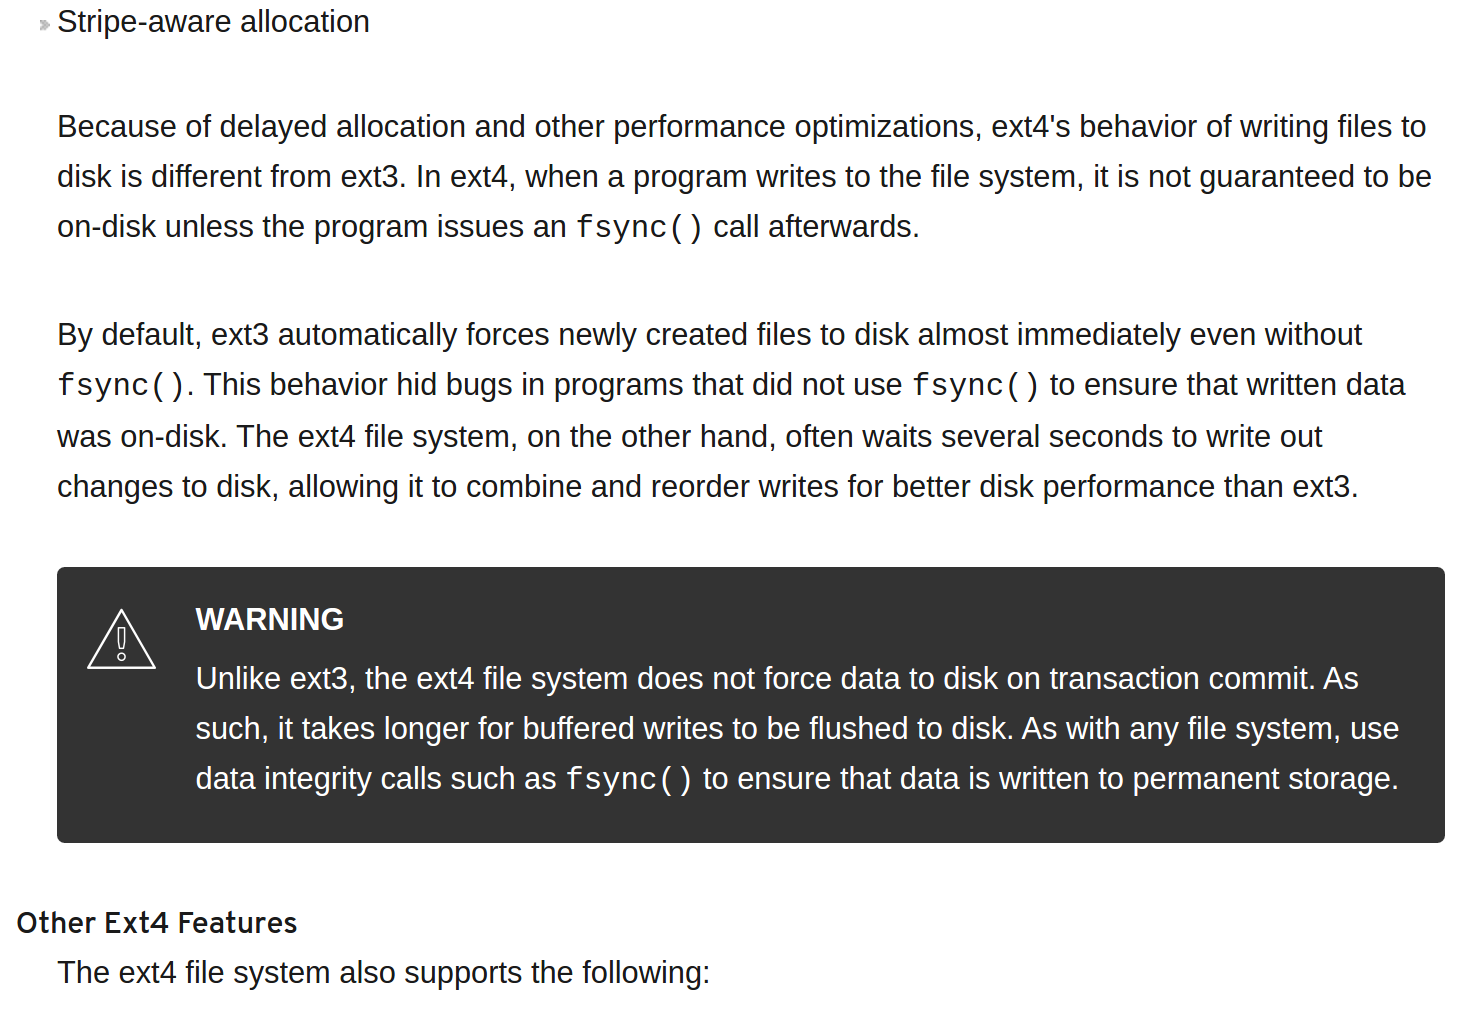 Stripe-aware allocation
Because of delayed allocation and other performance optimizations, ext4's behavior of writing files to
disk is different from ext3. In ext4, when a program writes to the file system, it is not guaranteed to be
on-disk unless the program issues an fsync() call afterwards.
By default, ext3 automatically forces newly created files to disk almost immediately even without
fsync(). This behavior hid bugs in programs that did not use fsync() to ensure that written data
was on-disk. The ext4 file system, on the other hand, often waits several seconds to write out
changes to disk, allowing it to combine and reorder writes for better disk performance than ext3.
WARNING
Unlike ext3, the ext4 file system does not force data to disk on transaction commit. As
such, it takes longer for buffered writes to be flushed to disk. As with any file system, use
data integrity calls such as fsync() to ensure that data is written to permanent storage.
Other Ext4 Features
The ext4 file system also supports the following: